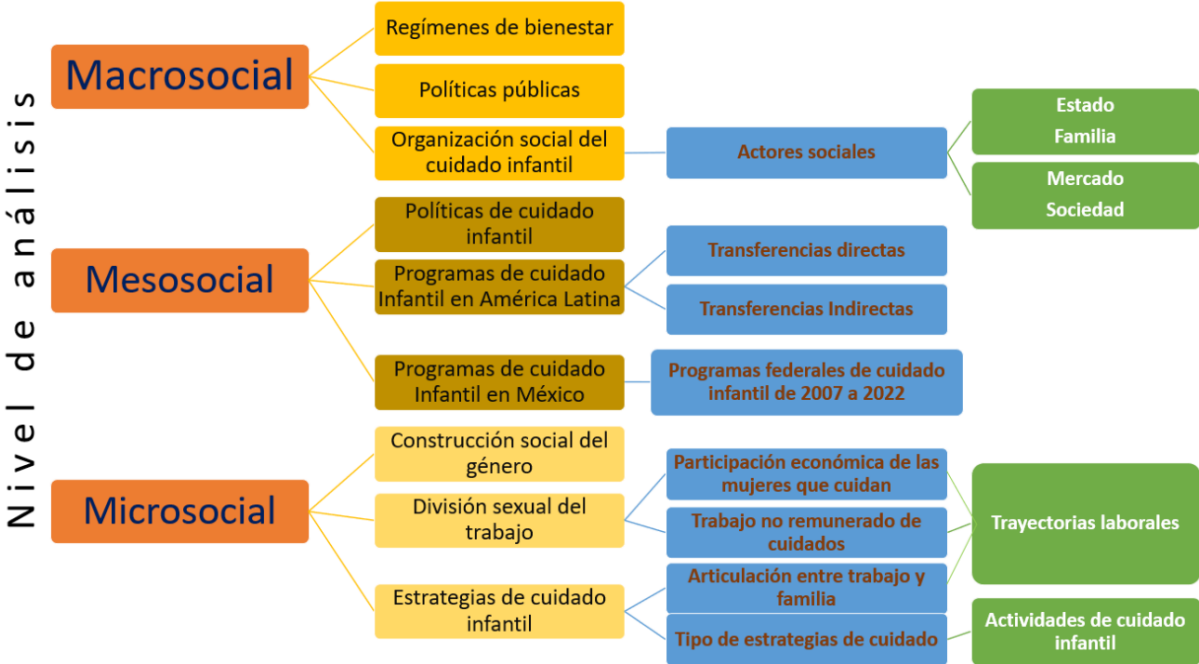 Nivel de análisis
Macrosocial
Regímenes de bienestar
Políticas públicas
Organización social del
cuidado infantil
Actores sociales
Estado
Familia
Mercado
Sociedad
Mesosocial
Políticas de cuidado
infantil
Programas de cuidado
Infantil en América Latina
Transferencias directas
Transferencias Indirectas
Programas de cuidado
Infantil en México
Programas federales de cuidado
infantil de 2007 a 2022
Microsocial
Construcción social del
género
División sexual del
trabajo
Participación económica de las
mujeres que cuidan
Trabajo no remunerado de
cuidados
Estrategias de cuidado
infantil
Articulación entre trabajo y
familia
Tipo de estrategias de cuidado
Trayectorias laborales
Actividades de cuidado
infantil